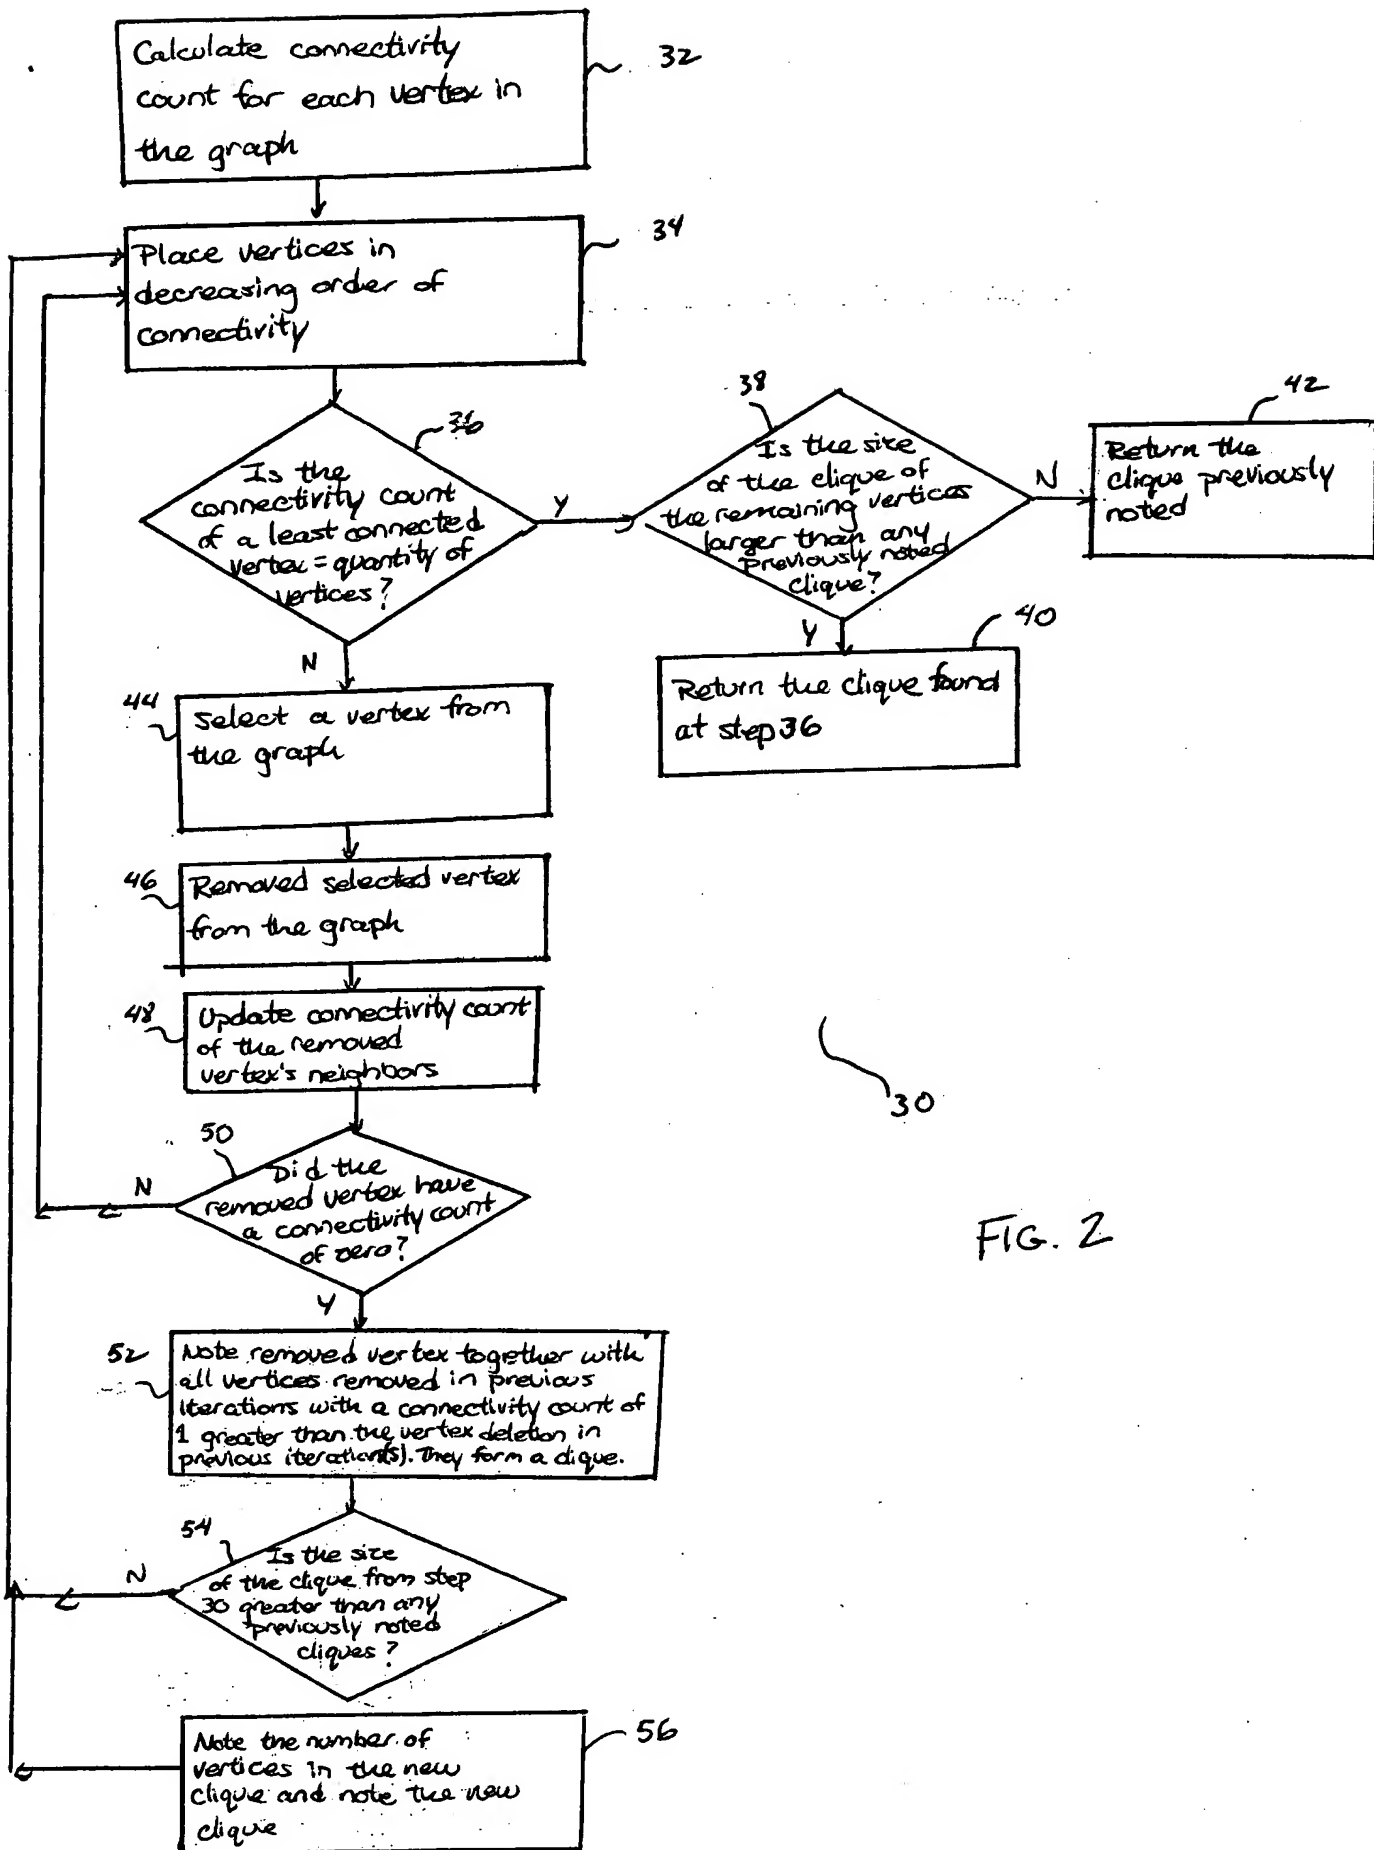 Calculate connectivity
count for each vertex in
the graph
32
Place vertices in
decreasing order of
connectivity
34
36
Is the
connectivity count
of a least connected
vertex = quantity of
vertices?
Y
N
38
Is the size
of the clique of
the remaining vertices
larger than any
previously noted
clique?
N
Y
42
Return the
clique previously
noted
40
Return the clique found
at step 36
44
Select a vertex from
the graph
46
Removed selected vertex
from the graph
48
Update connectivity count
of the removed
vertex's neighbors
50
Did the
removed vertex have
a connectivity count
of zero?
N
Y
30
FIG. 2
52
Note removed vertex together with
all vertices removed in previous
iterations with a connectivity count of
1 greater than the vertex deletion in
previous iteration(s). They form a clique.
54
Is the size
of the clique from step
30 greater than any
previously noted
cliques?
N
56
Note the number of
vertices in the new
clique and note the new
clique